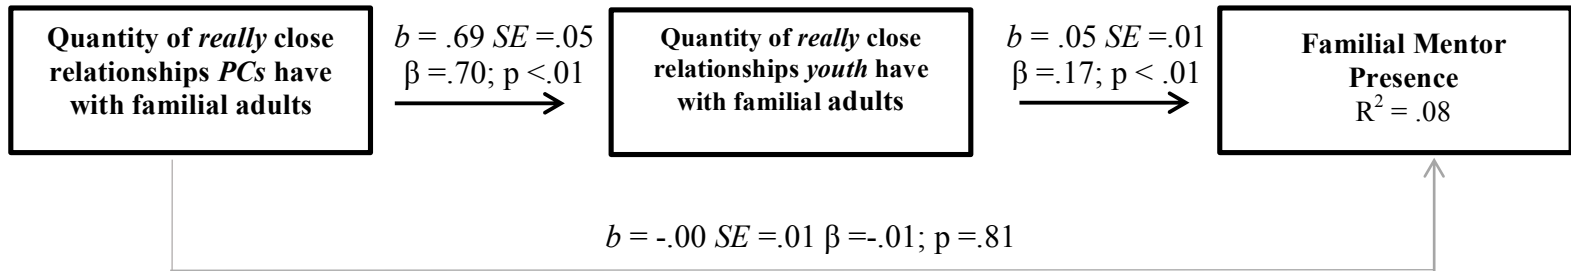 Quantity of really close
relationships PCs have
with familial adults
b = .69 SE =.05
β =.70; p <.01
Quantity of really close
relationships youth have
with familial adults
b = .05 SE =.01
β =.17; p < .01
Familial Mentor
Presence
R² = .08
b = -.00 SE =.01 β =-.01; p =.81